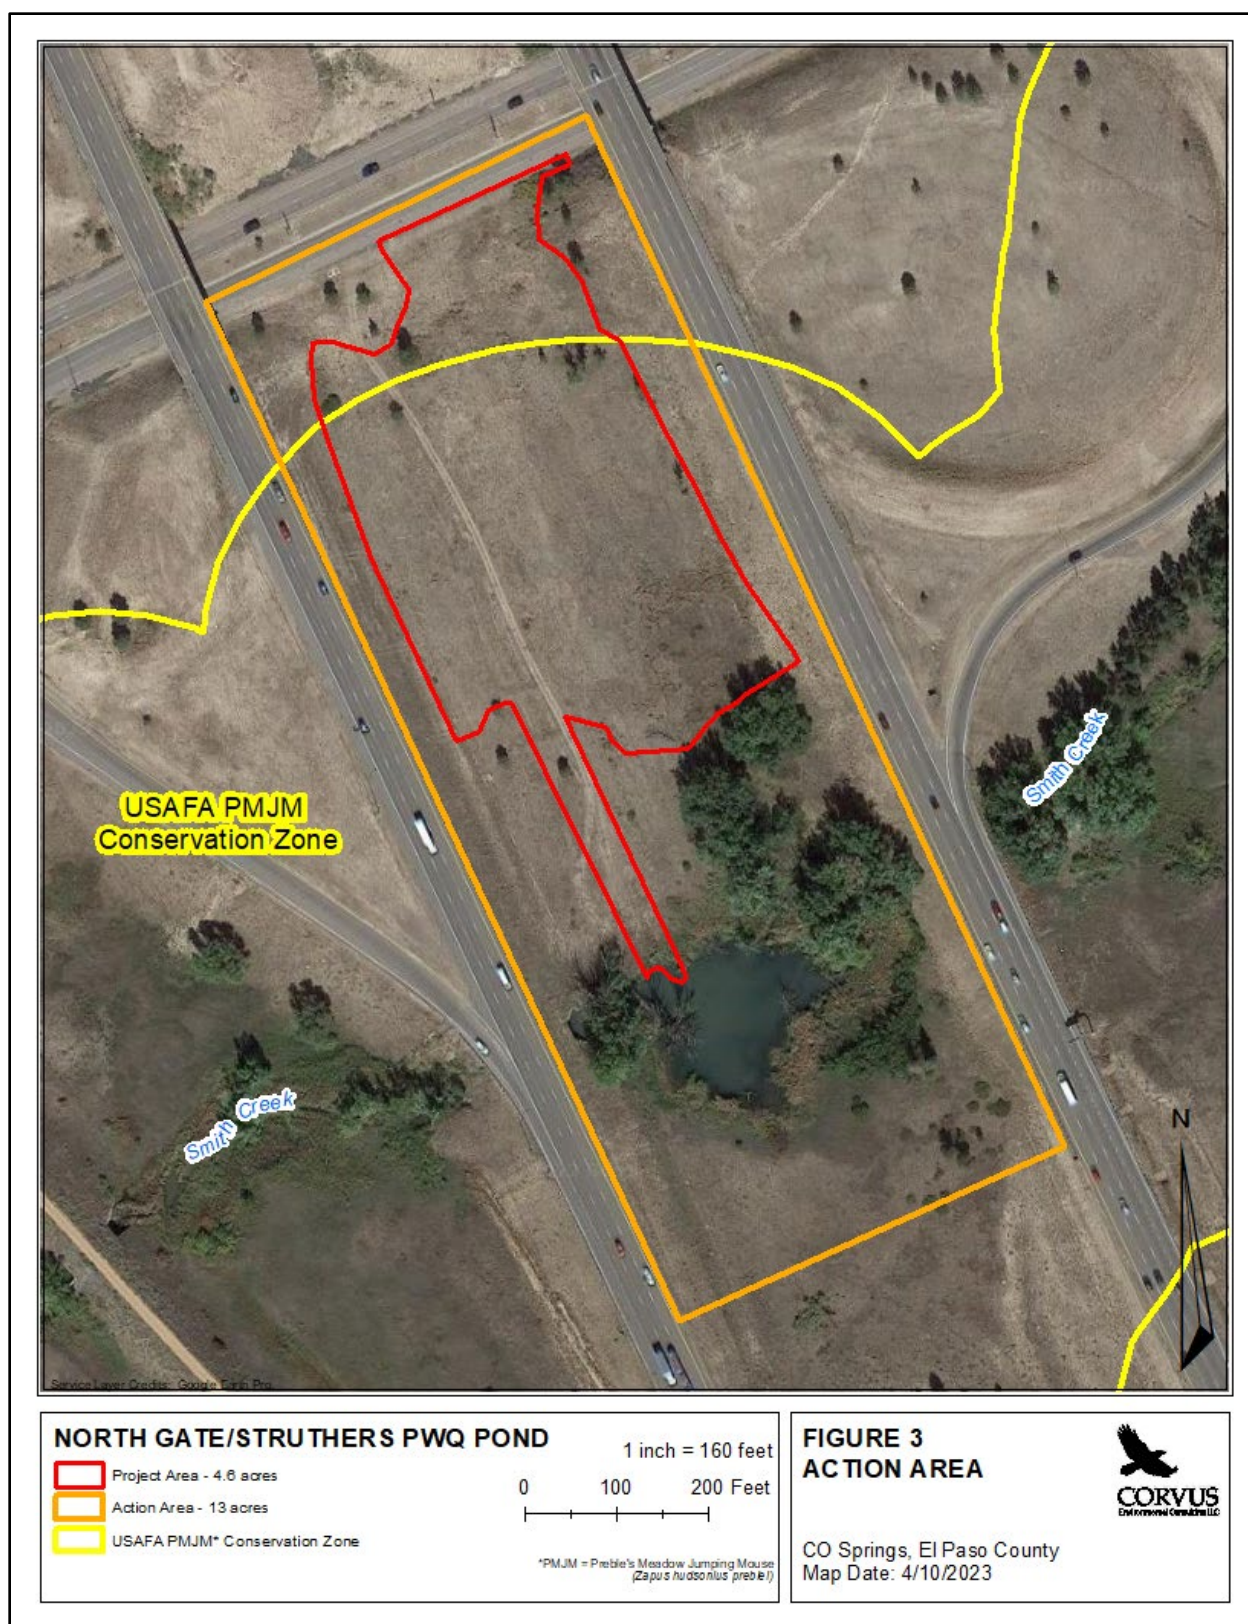 USAFA PMJM
Conservation Zone
Smith Creek
Smith Creek
N
Service Layer Credits: Google Earth Pro,
NORTH GATE/STRUTHERS PWQ POND
1 inch = 160 feet
Project Area - 4.6 acres
Action Area - 13 acres
USAFA PMJM* Conservation Zone
0 100 200 Feet
*PMJM = Preble's Meadow Jumping Mouse
(Zapus hudsonius preblei)
FIGURE 3
ACTION AREA
CORVUS
Environmental Consulting LLC
CO Springs, El Paso County
Map Date: 4/10/2023